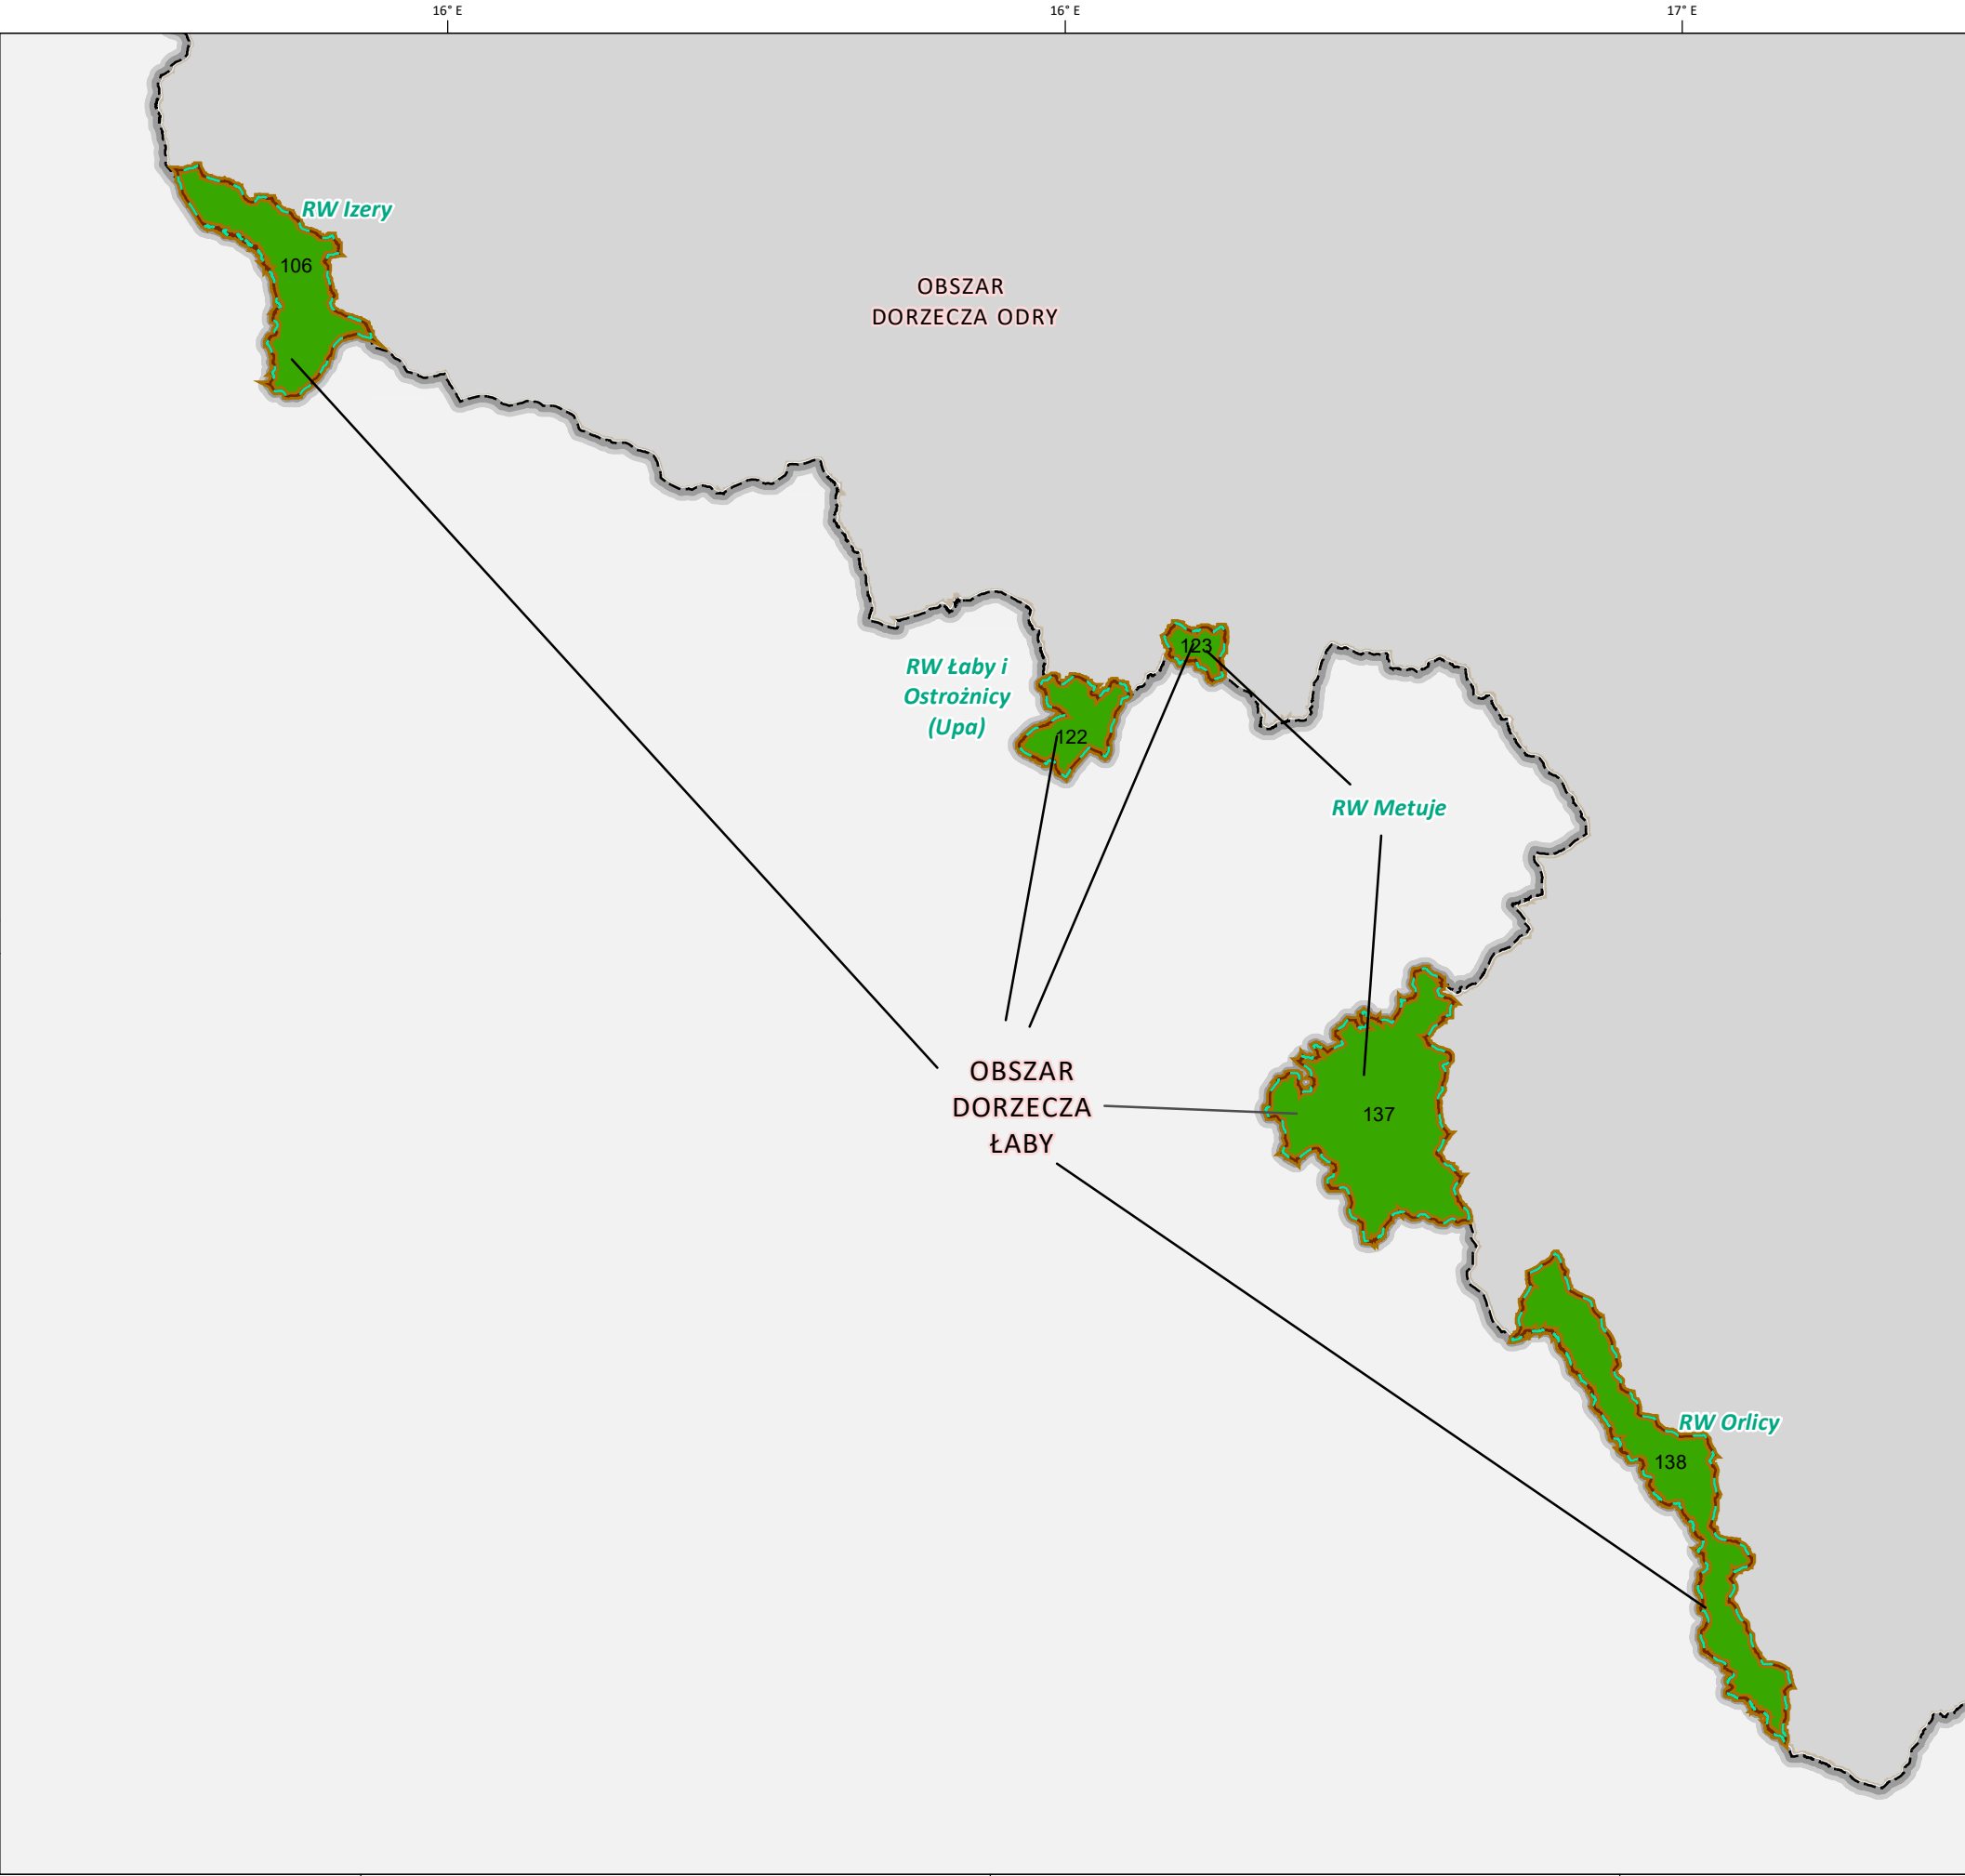 16° E
16° E
17° E
RW Izery
106
OBSZAR
DORZECZA ODRY
123
RW Łaby i
Ostrożnicy
(Upa)
122
RW Metuje
OBSZAR
DORZECZA
ŁABY
137
RW Orlicy
138